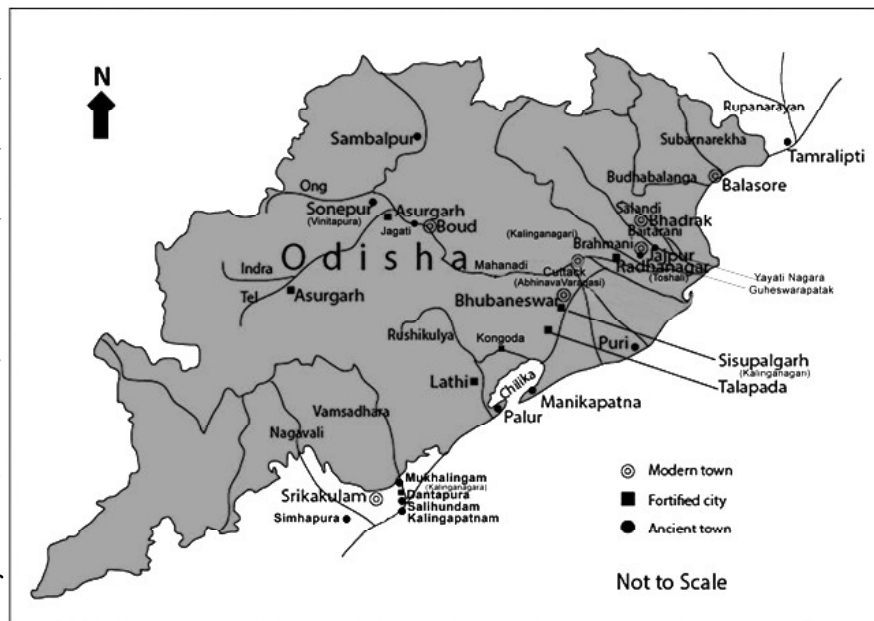 N
Rupanarayan
Sambalpur
Subarnarekha
Tamralipti
Budhabalanga
Balasore
Ong
Salandi
Sonepur
(Vinitapura)
Asurgarh
Jagati
Boud
Bhadrak
Baitarani
(Kalinganagari)
Brahmani
Jajpur
Odisha
Radhanagar
(Toshali)
Indra
Mahanadi
Cuttack
(AbhinavaVaranasi)
Yayati Nagara
Guheswarapatak
Tel
Asurgarh
Bhubaneswar
Rushikulya
Kongoda
Puri
Sisupalgarh
(Kalinganagari)
Lathi
Chilika
Talapada
Manikapatna
Vamsadhara
Palur
Nagavali
Mukhalingam
(Kalinganagara)
Dantapura
Srikakulam
Salihundam
Simhapura
Kalingapatnam
Modern town
Fortified city
Ancient town
Not to Scale